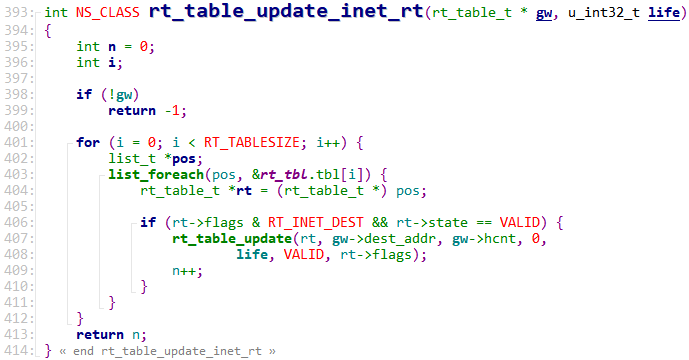 393: int NS_CLASS rt_table_update_inet_rt(rt_table_t * gw, u_int32_t life)
394: {
395:     int n = 0;
396:     int i;
397:
398:     if (!gw)
399:         return -1;
400:
401:     for (i = 0; i < RT_TABLESIZE; i++) {
402:         list_t *pos;
403:         list_foreach(pos, &rt_tbl.tbl[i]) {
404:             rt_table_t *rt = (rt_table_t *) pos;
405:
406:             if (rt->flags & RT_INET_DEST && rt->state == VALID) {
407:                 rt_table_update(rt, gw->dest_addr, gw->hcnt, 0,
408:                         life, VALID, rt->flags);
409:                 n++;
410:             }
411:         }
412:     }
413:     return n;
414: } « end rt_table_update_inet_rt »